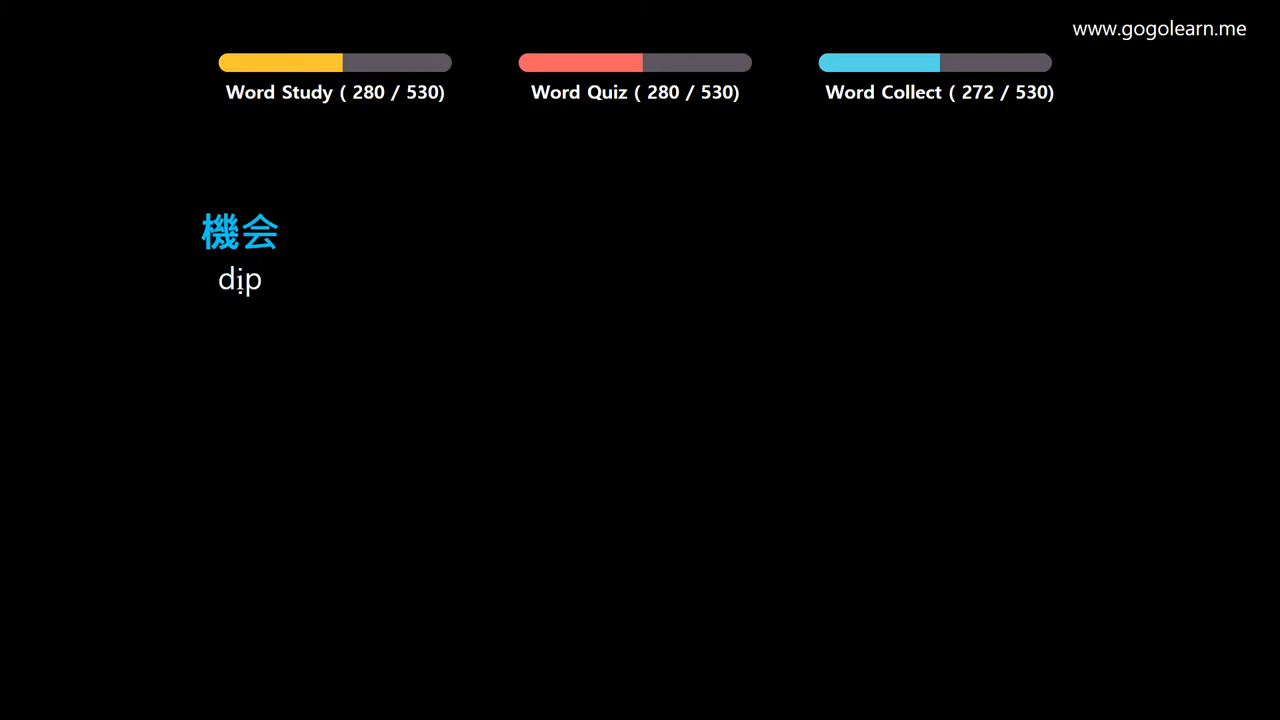 www.gogolearn.me
Word Study ( 280 / 530)
Word Quiz ( 280 / 530)
Word Collect ( 272 / 530)
機会
dịp